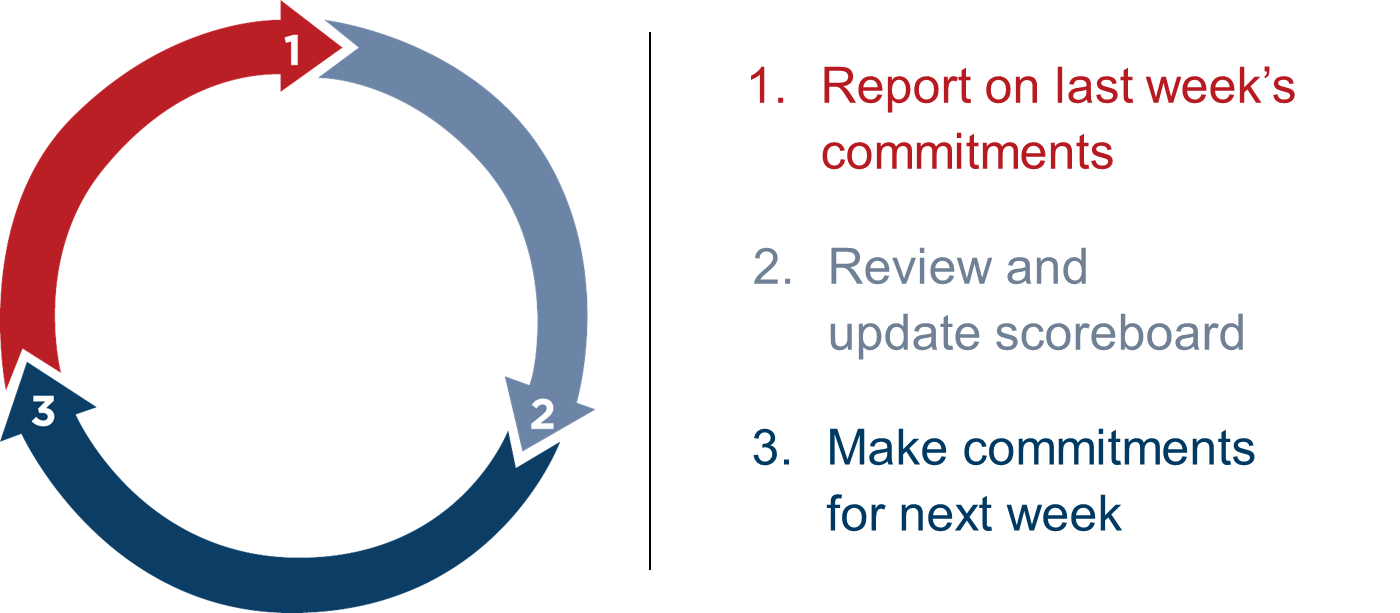 1
2
3
1. Report on last week’s
commitments
2. Review and
update scoreboard
3. Make commitments
for next week